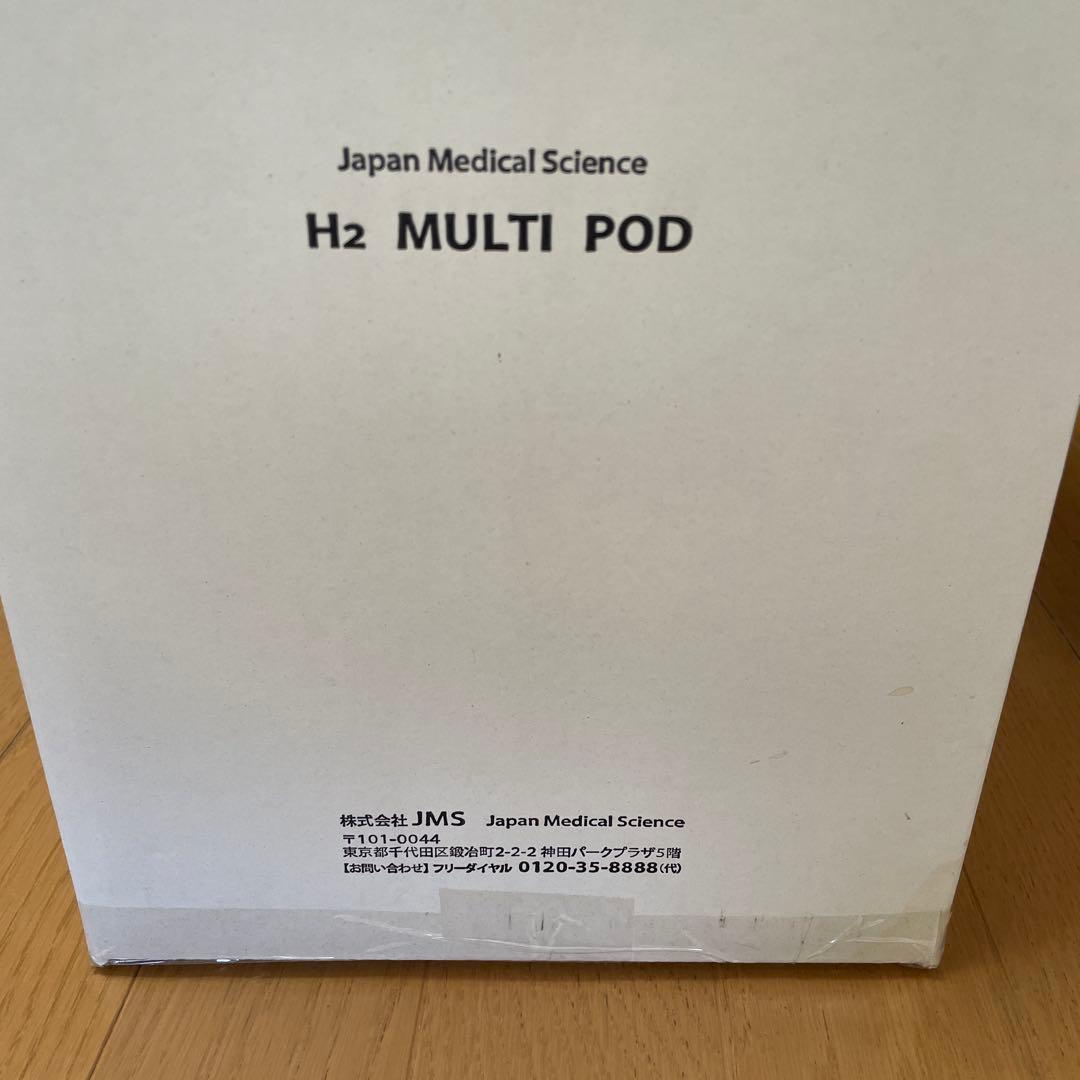 Japan Medical Science
H2 MULTI POD
株式会社 JMS Japan Medical Science
〒101-0044
東京都千代田区鍛冶町2-2-2 神田パークプラザ5階
【お問い合わせ】フリーダイヤル 0120-35-8888(代)